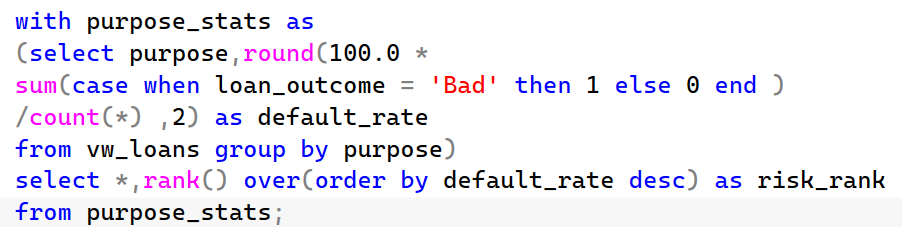 with purpose_stats as
(select purpose,round(100.0 *
sum(case when loan_outcome = 'Bad' then 1 else 0 end )
/count(*) ,2) as default_rate
from vw_loans group by purpose)
select *,rank() over(order by default_rate desc) as risk_rank
from purpose_stats;